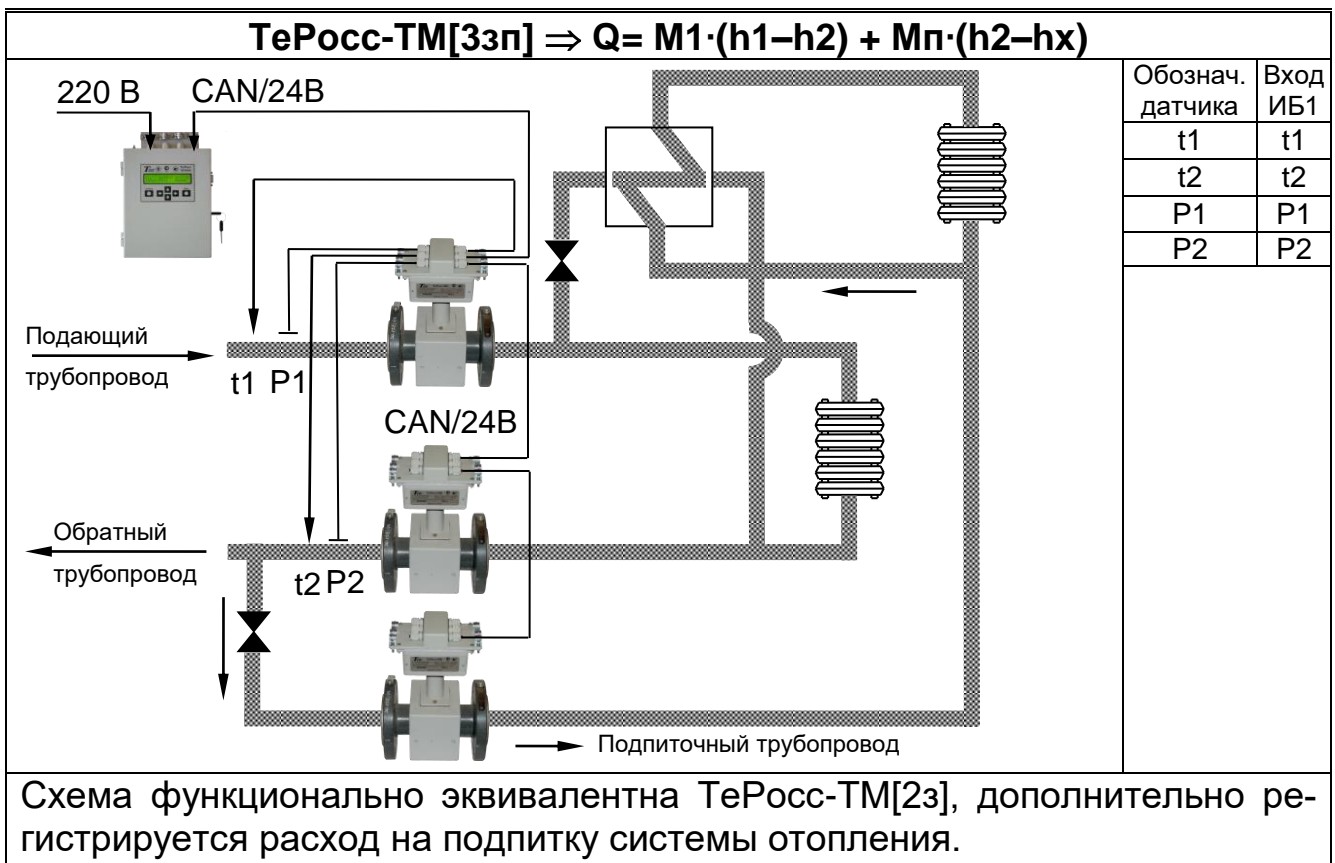 ТеРосс-ТМ[3зп] ⇒ Q= М1·(h1–h2) + Мп·(h2–hx)
220 В
CAN/24В
Обознач. датчика
Вход ИБ1
t1
t1
t2
t2
P1
P1
P2
P2
Подающий
трубопровод
t1 P1
CAN/24В
Обратный
трубопровод
t2 P2
Подпиточный трубопровод
Схема функционально эквивалентна ТеРосс-ТМ[2з], дополнительно ре-
гистрируется расход на подпитку системы отопления.